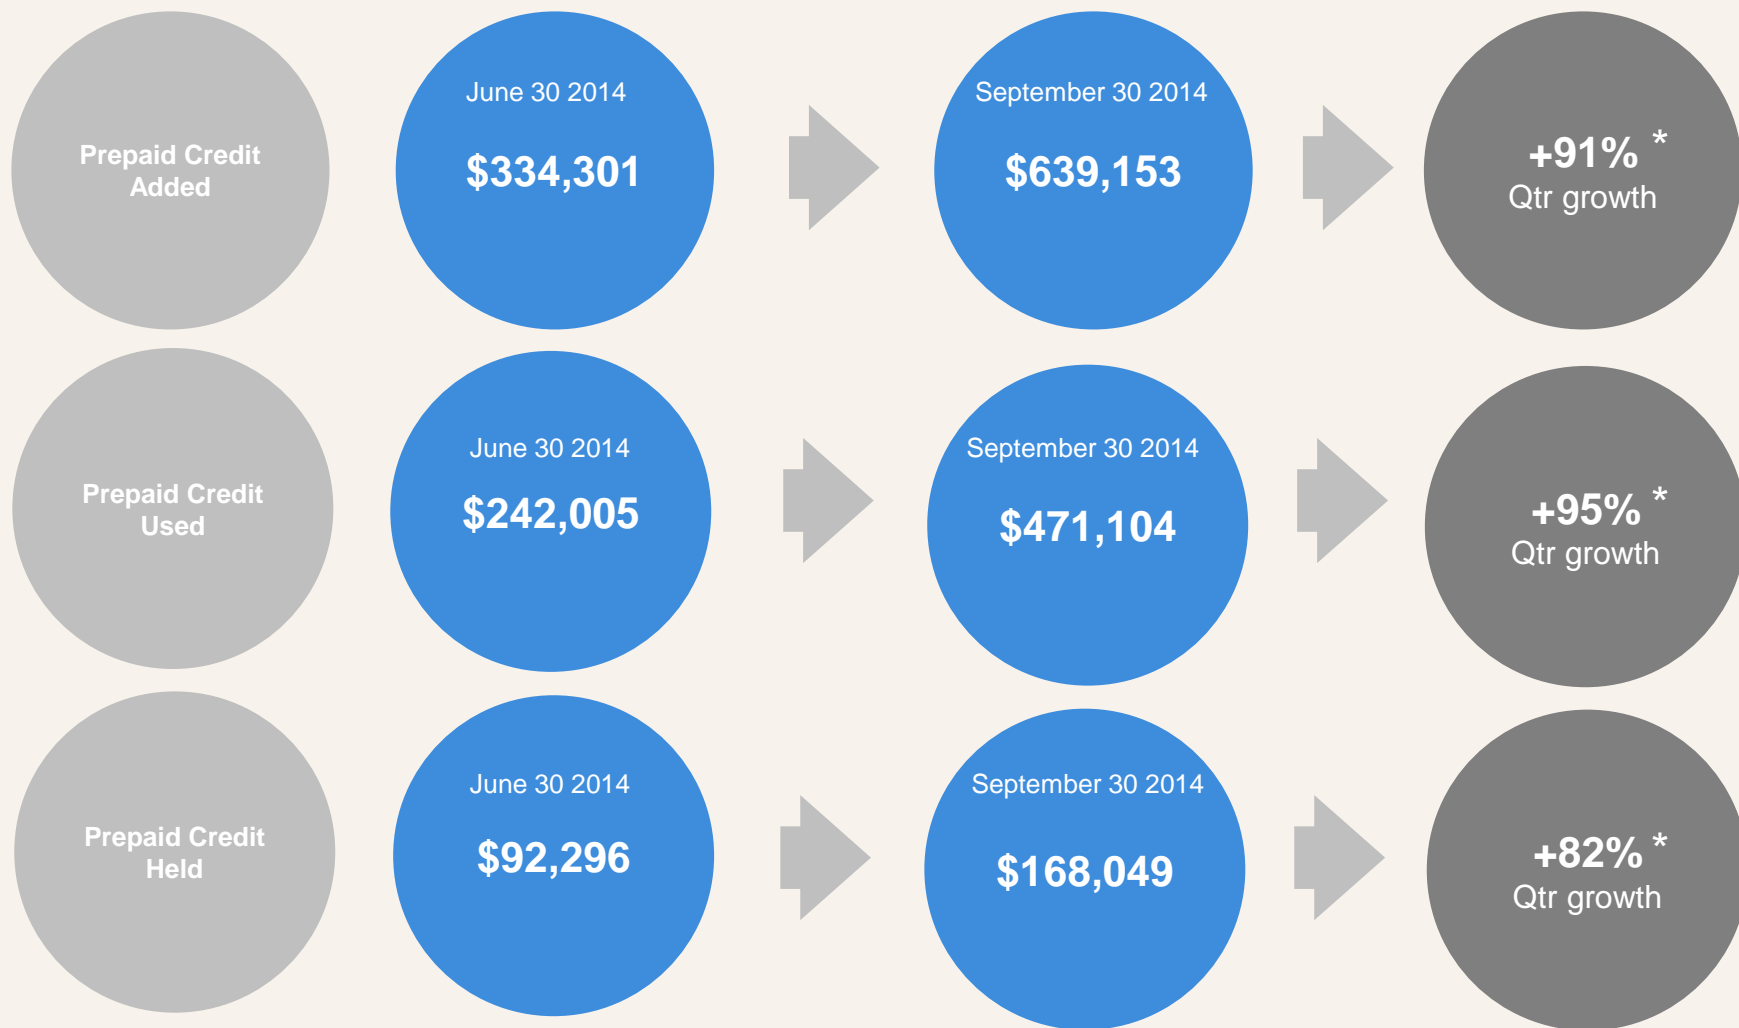 Prepaid Credit
Added
June 30 2014
$334,301
September 30 2014
$639,153
+91% *
Qtr growth
Prepaid Credit
Used
June 30 2014
$242,005
September 30 2014
$471,104
+95% *
Qtr growth
Prepaid Credit
Held
June 30 2014
$92,296
September 30 2014
$168,049
+82% *
Qtr growth